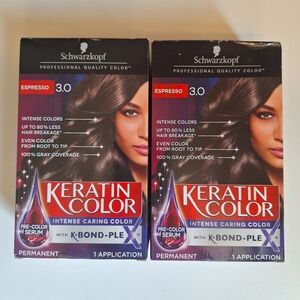 Schwarzkopf
PROFESSIONAL QUALITY COLOR™
ESPRESSO 3.0
INTENSE COLORS
UP TO 80% LESS
HAIR BREAKAGE*
EVEN COLOR
FROM ROOT TO TIP
100% GRAY COVERAGE
KERATIN
COLOR
INTENSE CARING COLOR
WITH K•BOND-PLEX
PRE-COLOR
SERUM
PERMANENT 1 APPLICATION
Schwarzkopf
PROFESSIONAL QUALITY COLOR™
ESPRESSO 3.0
INTENSE COLORS
UP TO 80% LESS
HAIR BREAKAGE*
EVEN COLOR
FROM ROOT TO TIP
100% GRAY COVERAGE
KERATIN
COLOR
INTENSE CARING COLOR
WITH K•BOND-PLEX
PRE-COLOR
SERUM
PERMANENT 1 APPLICATION